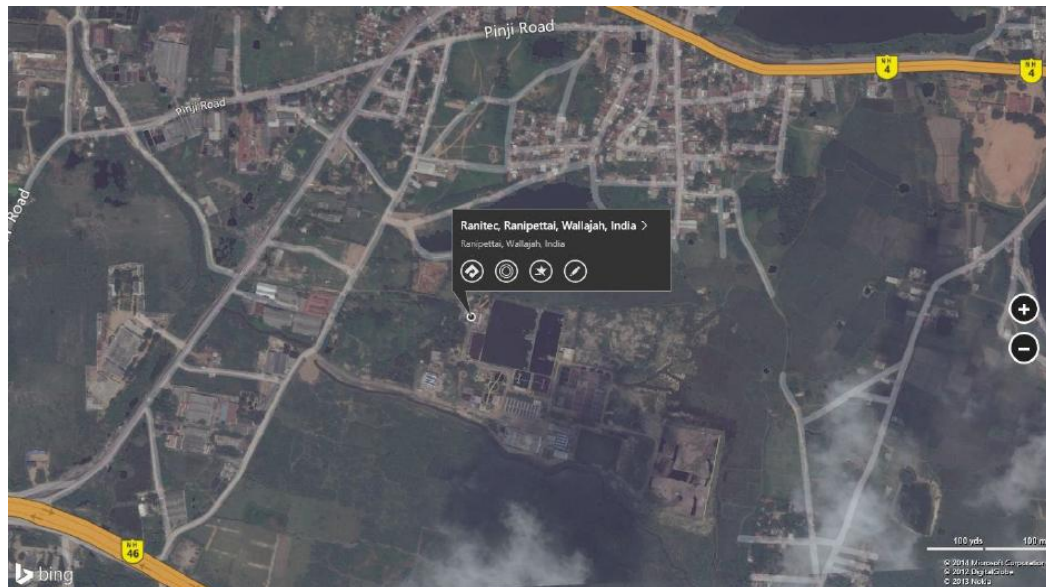 Pinji Road
NH
4
NH
4
Pinji Road
Road
Ranitec, Ranipettai, Wallajah, India >
Ranipettai, Wallajah, India
NH
46
100 yds
100 m
© 2014 Microsoft Corporation
© 2012 DigitalGlobe
© 2013 Nokia
bing